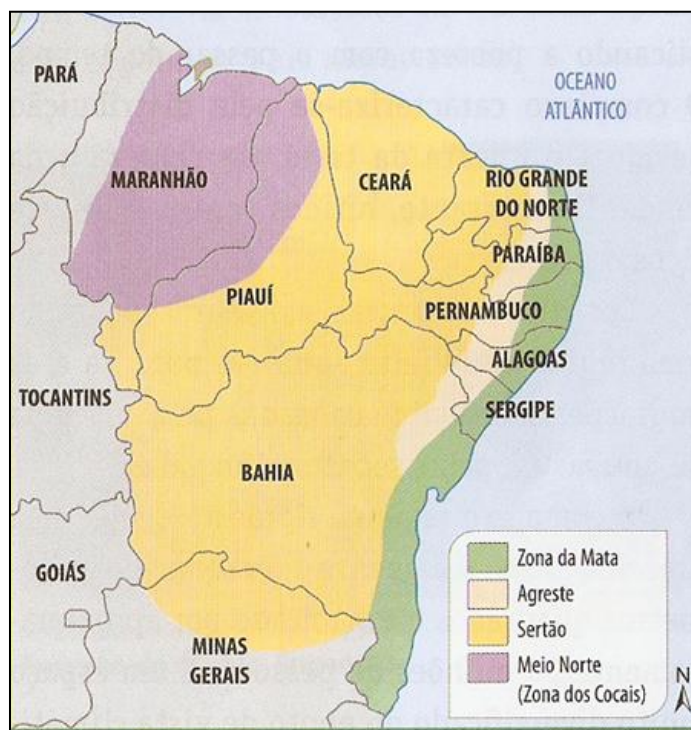 PARÁ
OCEANO
ATLÂNTICO
MARANHÃO
CEARÁ
RIO GRANDE
DO NORTE
PARAÍBA
PIAUÍ
PERNAMBUCO
ALAGOAS
TOCANTINS
SERGIPE
BAHIA
GOIÁS
MINAS
GERAIS
Zona da Mata
Agreste
Sertão
Meio Norte
(Zona dos Cocais)
N